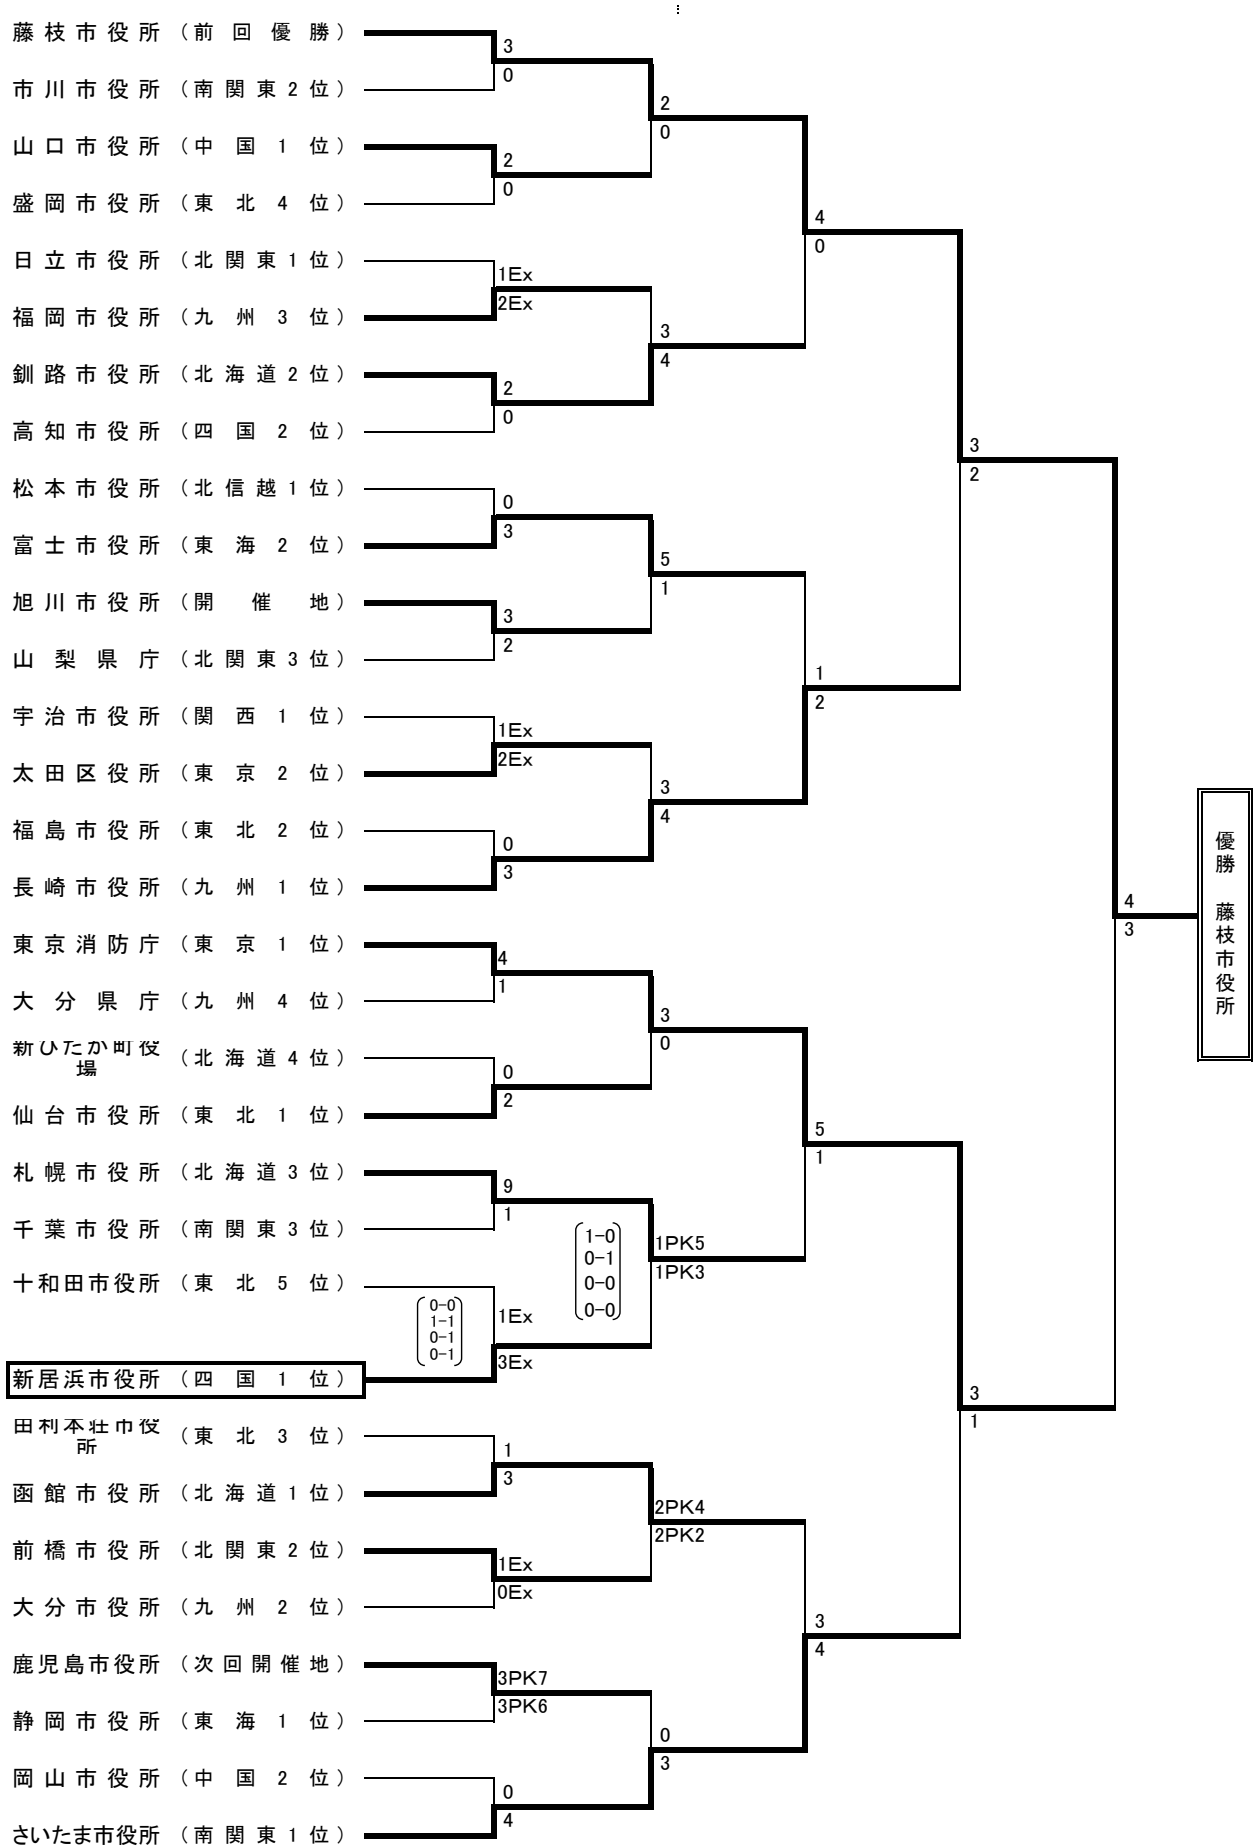 藤枝市役所（前回優勝）
3
0
市川市役所（南関東2位）
2
0
山口市役所（中国1位）
2
0
盛岡市役所（東北4位）
4
0
日立市役所（北関東1位）
1Ex
2Ex
福岡市役所（九州3位）
3
4
釧路市役所（北海道2位）
2
0
高知市役所（四国2位）
3
2
松本市役所（北信越1位）
0
3
富士市役所（東海2位）
5
1
旭川市役所（開催地）
3
2
山梨県庁（北関東3位）
1
2
宇治市役所（関西1位）
1Ex
2Ex
太田区役所（東京2位）
3
4
福島市役所（東北2位）
0
3
長崎市役所（九州1位）
4
3
優勝　藤枝市役所
東京消防庁（東京1位）
4
1
大分県庁（九州4位）
3
0
新ひだか町役
場
（北海道4位）
0
2
仙台市役所（東北1位）
5
1
札幌市役所（北海道3位）
9
1
千葉市役所（南関東3位）
1-0
0-1
0-0
0-0
1PK5
1PK3
十和田市役所（東北5位）
0-0
1-1
0-1
0-1
1Ex
3Ex
新居浜市役所（四国1位）
3
1
利本荘市役
所
（東北3位）
1
3
函館市役所（北海道1位）
2PK4
2PK2
前橋市役所（北関東2位）
1Ex
0Ex
大分市役所（九州2位）
3
4
鹿児島市役所（次回開催地）
3PK7
3PK6
静岡市役所（東海1位）
0
3
岡山市役所（中国2位）
0
4
さいたま市役所（南関東1位）